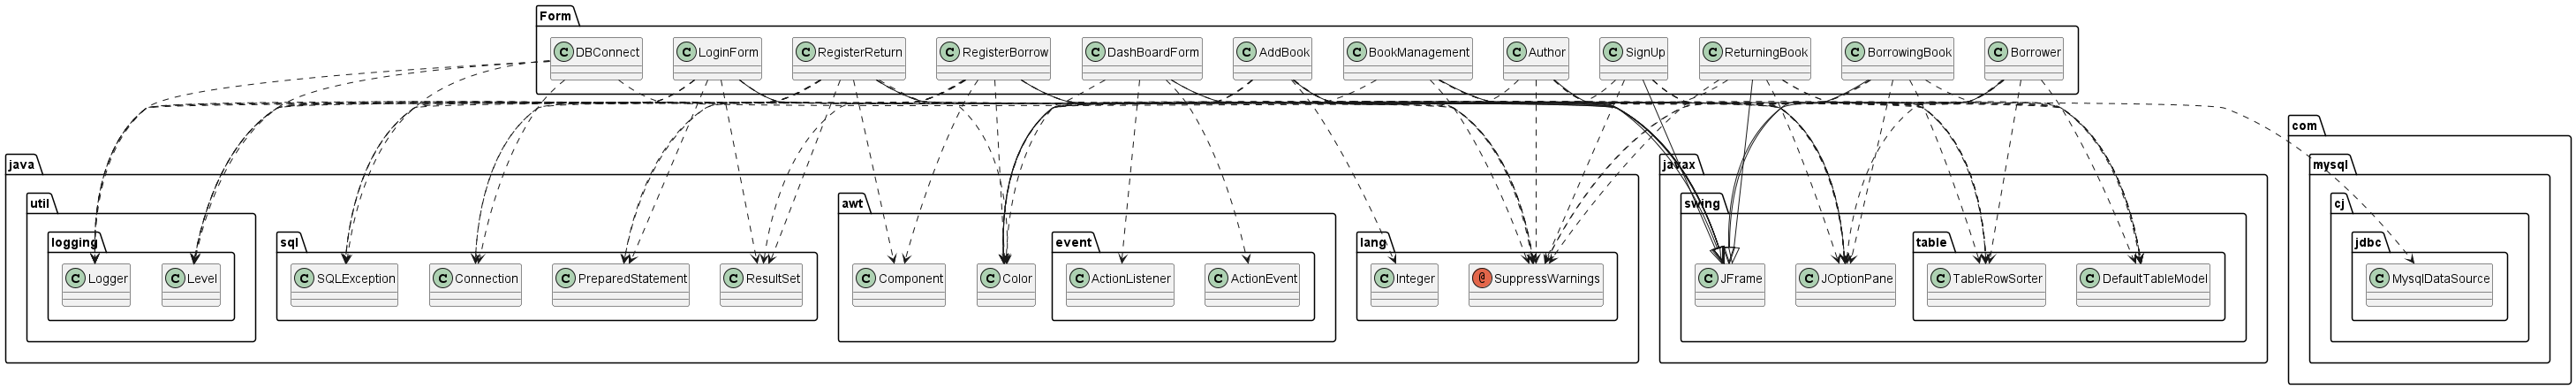 Form
C DBConnect
C LoginForm
C RegisterReturn
C RegisterBorrow
C DashBoardForm
C AddBook
C BookManagement
C Author
C SignUp
C ReturningBook
C BorrowingBook
C Borrower
com
java
javax
mysql
util
awt
swing
cj
logging
sql
event
lang
table
jdbc
C Logger
C Level
C SQLException
C Connection
C PreparedStatement
C ResultSet
C Component
C Color
C ActionListener
C ActionEvent
C Integer
@ SuppressWarnings
C JFrame
C JOptionPane
C TableRowSorter
C DefaultTableModel
C MysqlDataSource